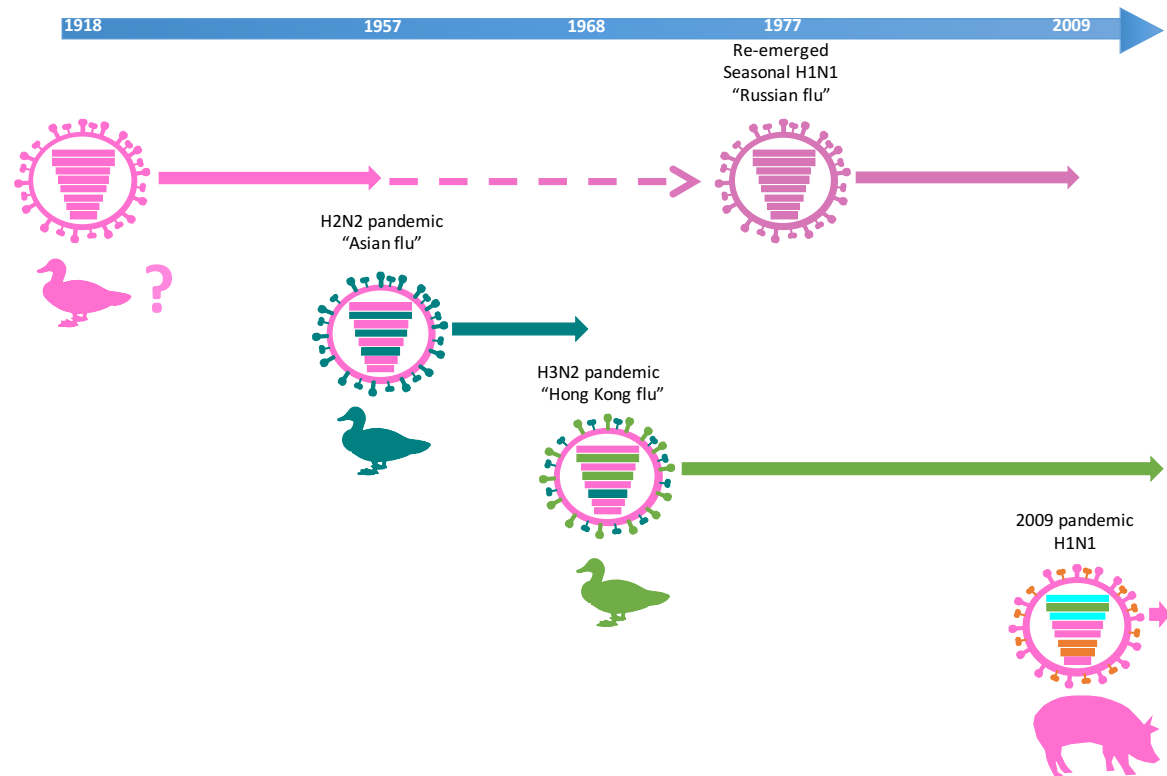 1918 1957 1968 1977 2009
Re-emerged
Seasonal H1N1
“Russian flu”
?
H2N2 pandemic
“Asian flu”
H3N2 pandemic
“Hong Kong flu”
2009 pandemic
H1N1